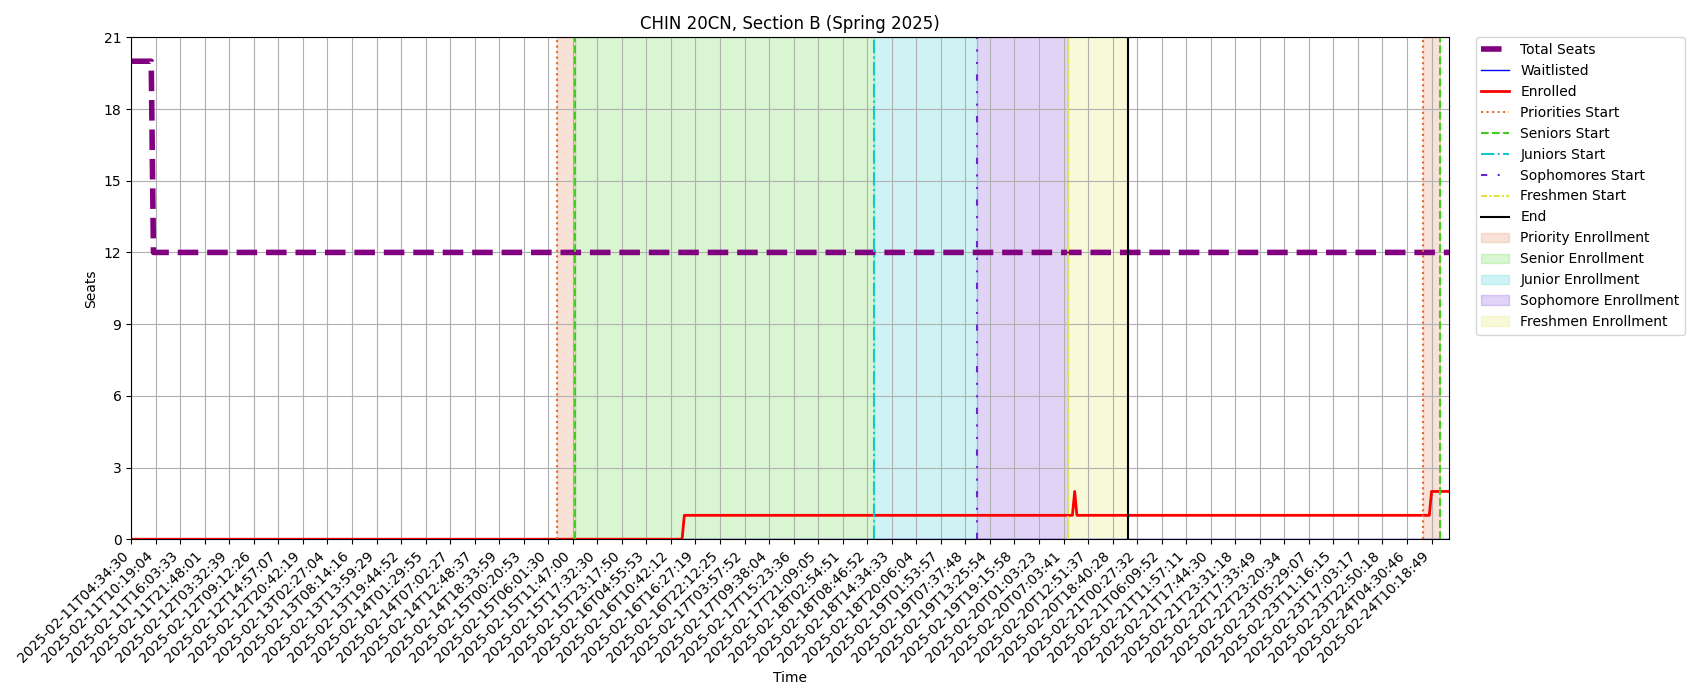 CHIN 20CN, Section B (Spring 2025)
21
18
15
12
9
6
3
0
Seats
2025-02-11T04:34:30
2025-02-11T10:19:04
2025-02-11T16:03:33
2025-02-11T21:48:01
2025-02-12T03:32:39
2025-02-12T09:12:26
2025-02-12T14:57:07
2025-02-12T20:42:19
2025-02-13T02:27:04
2025-02-13T08:14:16
2025-02-13T13:59:29
2025-02-13T19:44:52
2025-02-14T01:29:55
2025-02-14T07:02:27
2025-02-14T12:48:37
2025-02-14T18:33:59
2025-02-15T00:20:53
2025-02-15T06:01:30
2025-02-15T11:47:00
2025-02-15T17:32:30
2025-02-15T23:17:50
2025-02-16T04:55:53
2025-02-16T10:42:12
2025-02-16T16:27:19
2025-02-16T22:12:25
2025-02-17T03:57:52
2025-02-17T09:38:04
2025-02-17T15:23:36
2025-02-17T21:09:05
2025-02-18T02:54:51
2025-02-18T08:46:52
2025-02-18T14:34:33
2025-02-18T20:06:04
2025-02-19T01:53:57
2025-02-19T07:37:48
2025-02-19T13:25:54
2025-02-19T19:15:58
2025-02-20T01:03:23
2025-02-20T07:03:41
2025-02-20T12:51:37
2025-02-20T18:40:28
2025-02-21T00:27:32
2025-02-21T06:09:52
2025-02-21T11:57:11
2025-02-21T17:44:30
2025-02-21T23:31:18
2025-02-22T17:33:49
2025-02-22T23:20:34
2025-02-23T05:29:07
2025-02-23T11:16:15
2025-02-23T17:03:17
2025-02-23T22:50:18
2025-02-24T04:30:46
2025-02-24T10:18:49
Time
Total Seats
Waitlisted
Enrolled
Priorities Start
Seniors Start
Juniors Start
Sophomores Start
Freshmen Start
End
Priority Enrollment
Senior Enrollment
Junior Enrollment
Sophomore Enrollment
Freshmen Enrollment